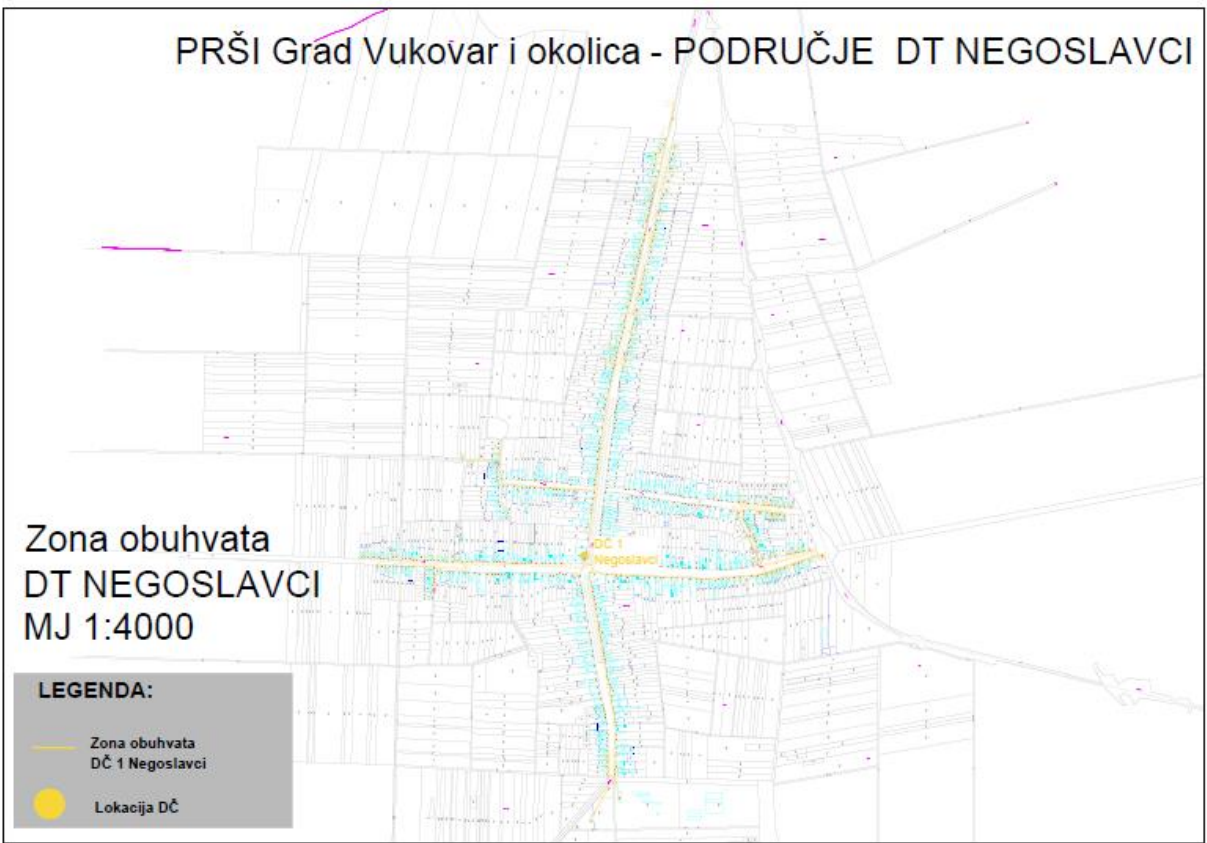 PRŠI Grad Vukovar i okolica - PODRUČJE DT NEGOSLAVCI
DČ 1
Negoslavci
Zona obuhvata
DT NEGOSLAVCI
MJ 1:4000
LEGENDA:
Zona obuhvata
DČ 1 Negoslavci
Lokacija DČ